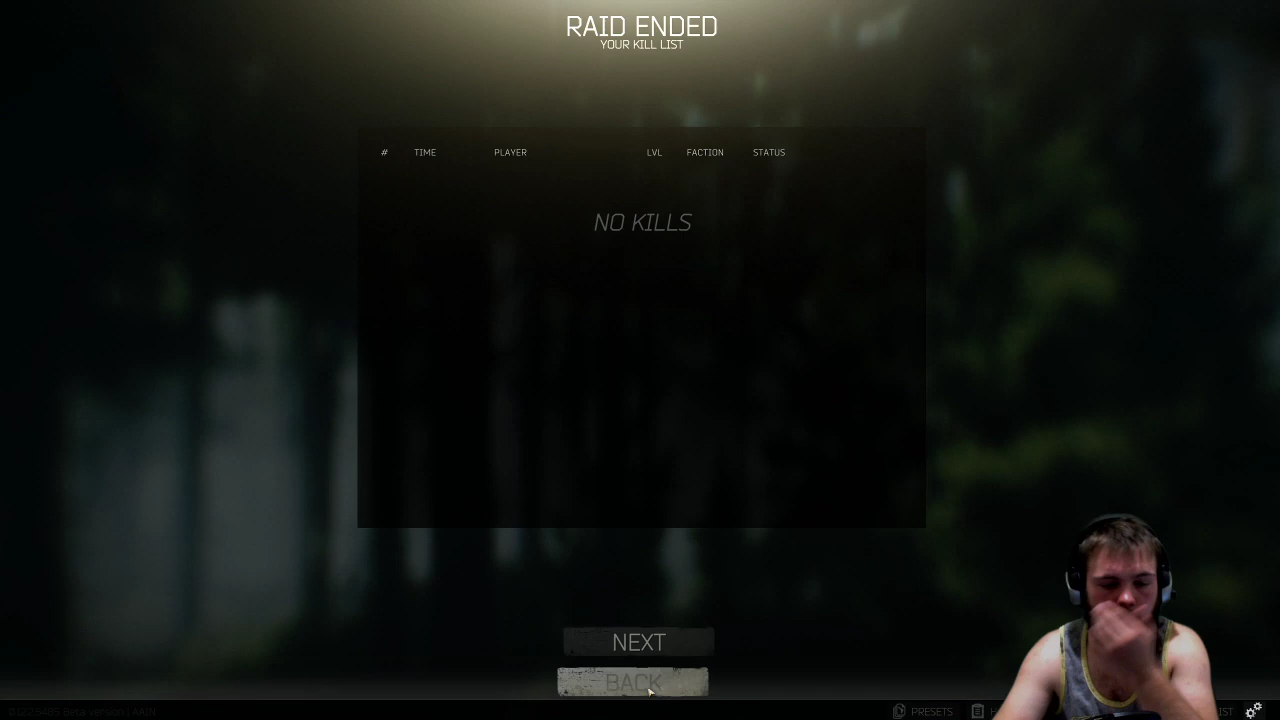 RAID ENDED
YOUR KILL LIST
# TIME PLAYER LVL FACTION STATUS
NO KILLS
NEXT
BACK
PRESETS